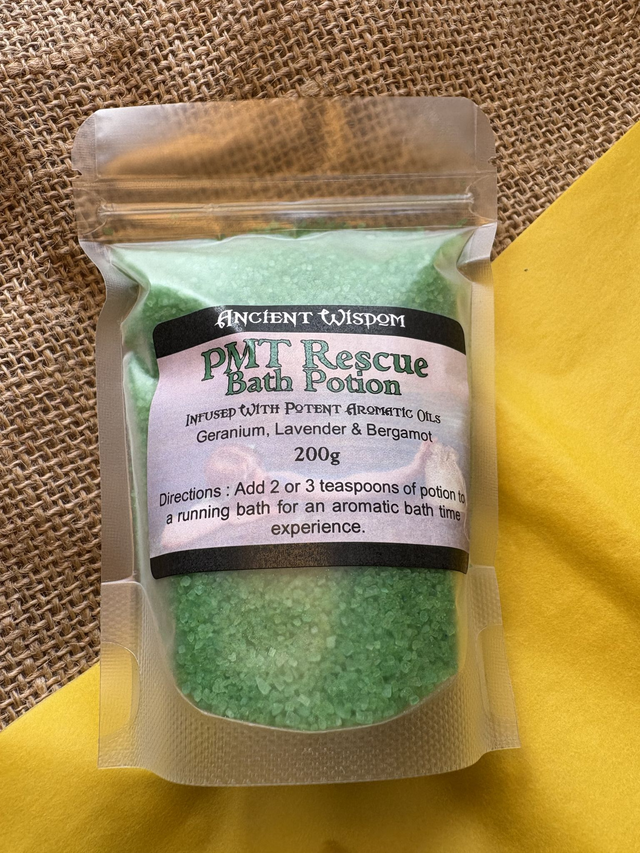 Ancient Wisdom
PMT Rescue
Bath Potion
Infused With Potent Aromatic Oils
Geranium, Lavender & Bergamot
200g
Directions : Add 2 or 3 teaspoons of potion to
a running bath for an aromatic bath time
experience.